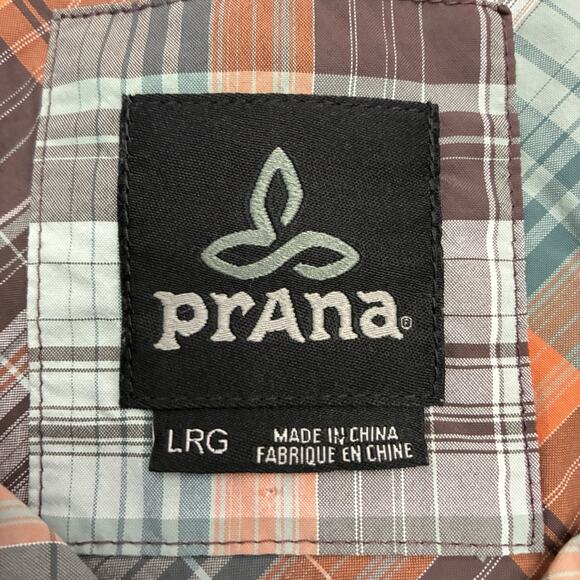 prAna®
LRG
MADE IN CHINA
FABRIQUE EN CHINE